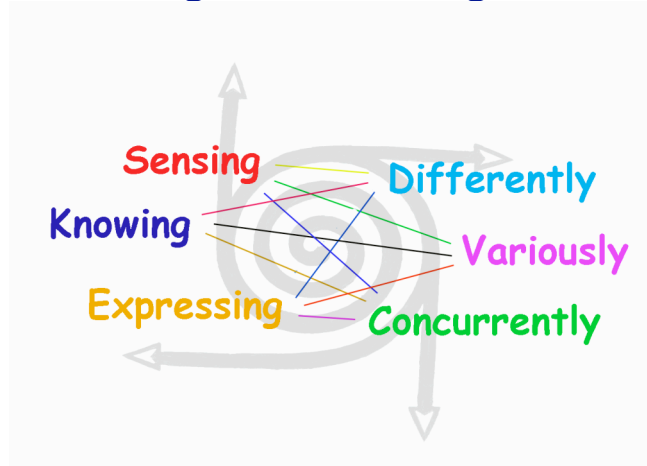 Sensing
Differently
Knowing
Variously
Expressing
Concurrently